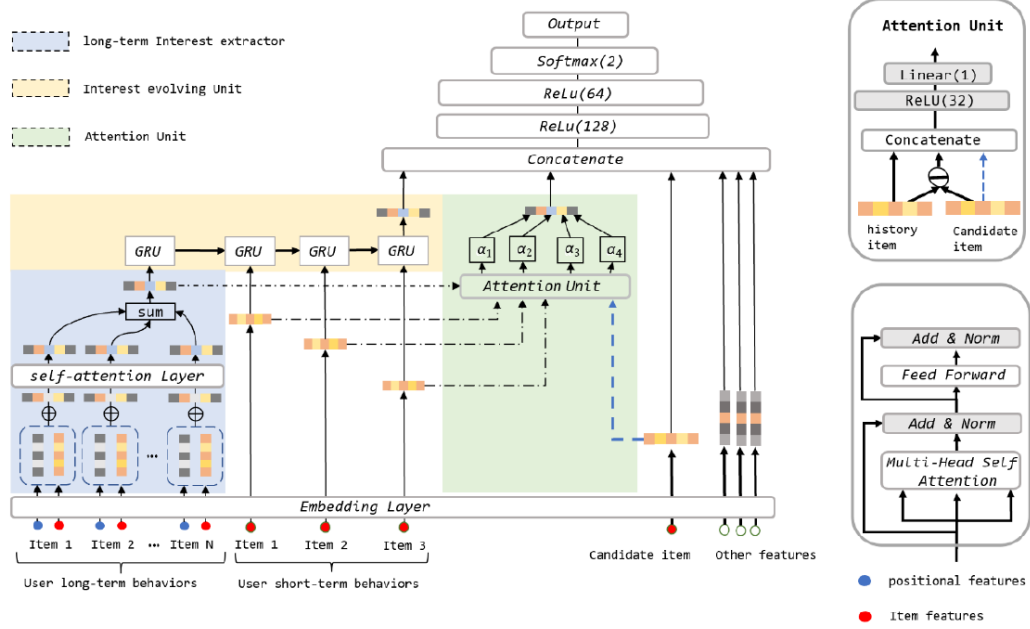 long-term Interest extractor
Interest evolving Unit
Attention Unit
Output
Softmax(2)
ReLu(64)
ReLu(128)
Concatenate
GRU
GRU
GRU
GRU
α1
α2
α3
α4
Attention Unit
sum
self-attention Layer
...
Embedding Layer
Item 1
Item 2
...
Item N
Item 1
Item 2
Item 3
Candidate item
Other features
User long-term behaviors
User short-term behaviors
Attention Unit
Linear(1)
ReLU(32)
Concatenate
history
item
Candidate
item
Add & Norm
Feed Forward
Add & Norm
Multi-Head Self
Attention
positional features
Item features